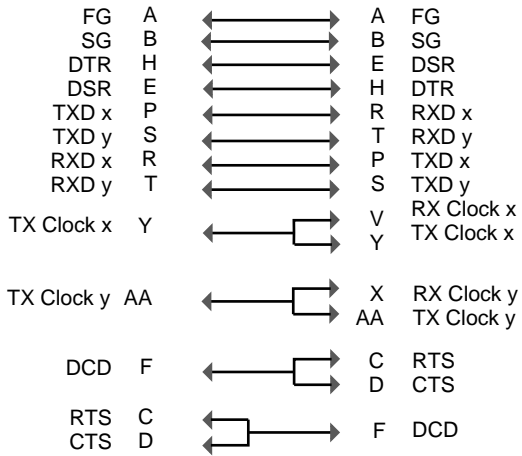 FG A A FG
SG B B SG
DTR H E DSR
DSR E H DTR
TXD x P R RXD x
TXD y S T RXD y
RXD x R P TXD x
RXD y T S TXD y
TX Clock x Y V RX Clock x
Y TX Clock x
TX Clock y AA X RX Clock y
AA TX Clock y
DCD F C RTS
D CTS
RTS C F DCD
CTS D